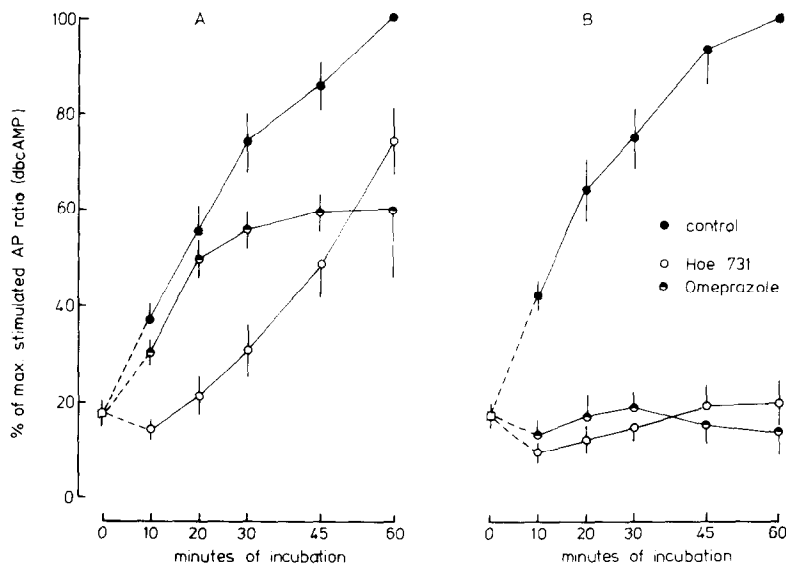 A
B
% of max. stimulated AP ratio (dbcAMP)
100
80
60
40
20
0
control
Hoe 731
Omeprazole
0 10 20 30 45 60
0 10 20 30 45 60
minutes of incubation
minutes of incubation